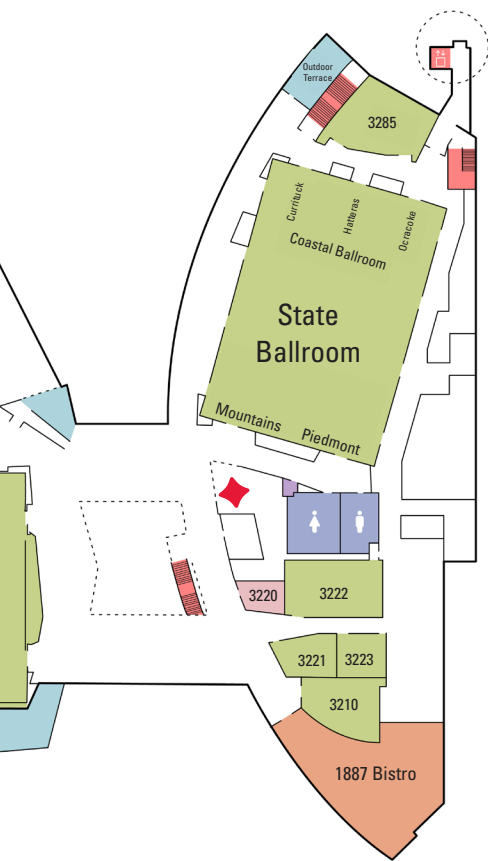 Outdoor
Terrace
3285
Currituck
Hatteras
Ocracoke
Coastal Ballroom
State
Ballroom
Mountains
Piedmont
3220
3222
3221
3223
3210
1887 Bistro